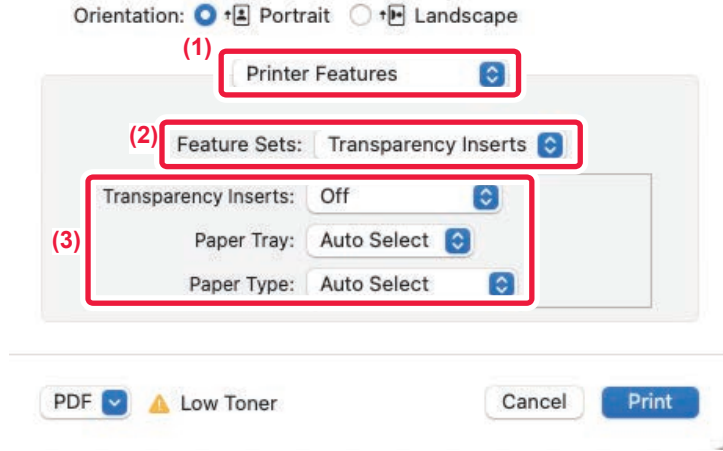 Orientation: Portrait Landscape
(1)
Printer Features
(2)
Feature Sets: Transparency Inserts
Transparency Inserts: Off
(3)
Paper Tray: Auto Select
Paper Type: Auto Select
PDF Low Toner Cancel Print